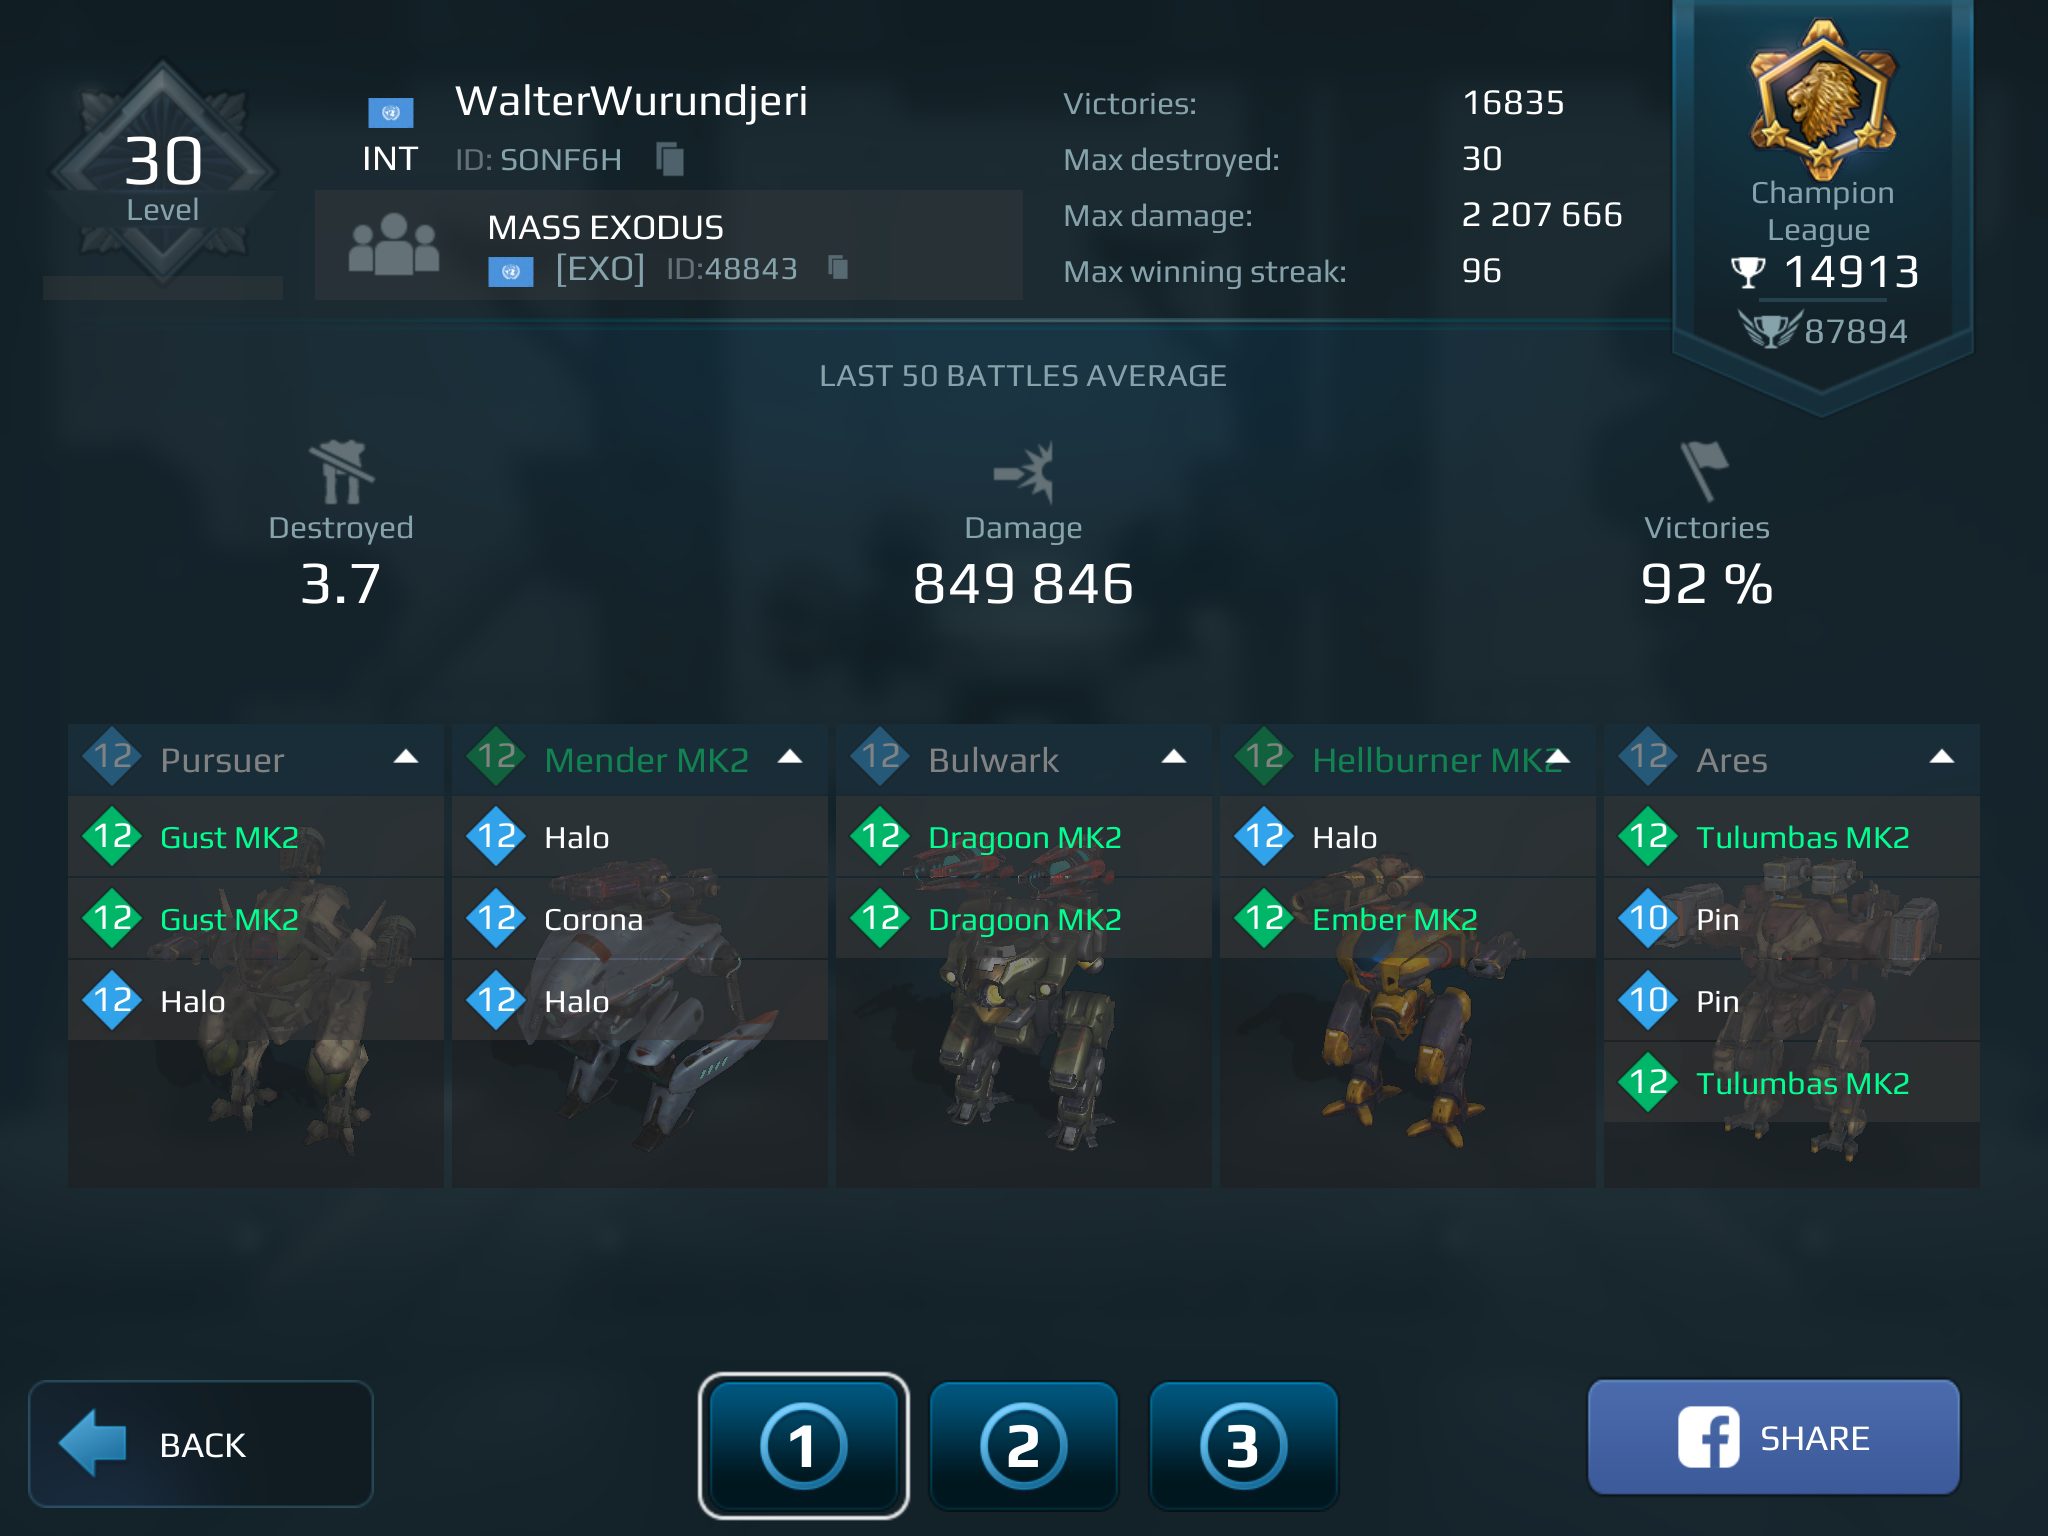 30
Level
INT
WalterWurundjeri
ID: SONF6H
MASS EXODUS
[EXO] ID:48843
Victories: 16835
Max destroyed: 30
Max damage: 2 207 666
Max winning streak: 96
Champion
League
14913
87894
LAST 50 BATTLES AVERAGE
Destroyed
3.7
Damage
849 846
Victories
92 %
12 Pursuer
12 Gust MK2
12 Gust MK2
12 Halo
12 Mender MK2
12 Halo
12 Corona
12 Halo
12 Bulwark
12 Dragoon MK2
12 Dragoon MK2
12 Hellburner MK2
12 Halo
12 Ember MK2
12 Ares
12 Tulumbas MK2
10 Pin
10 Pin
12 Tulumbas MK2
BACK
1
2
3
SHARE